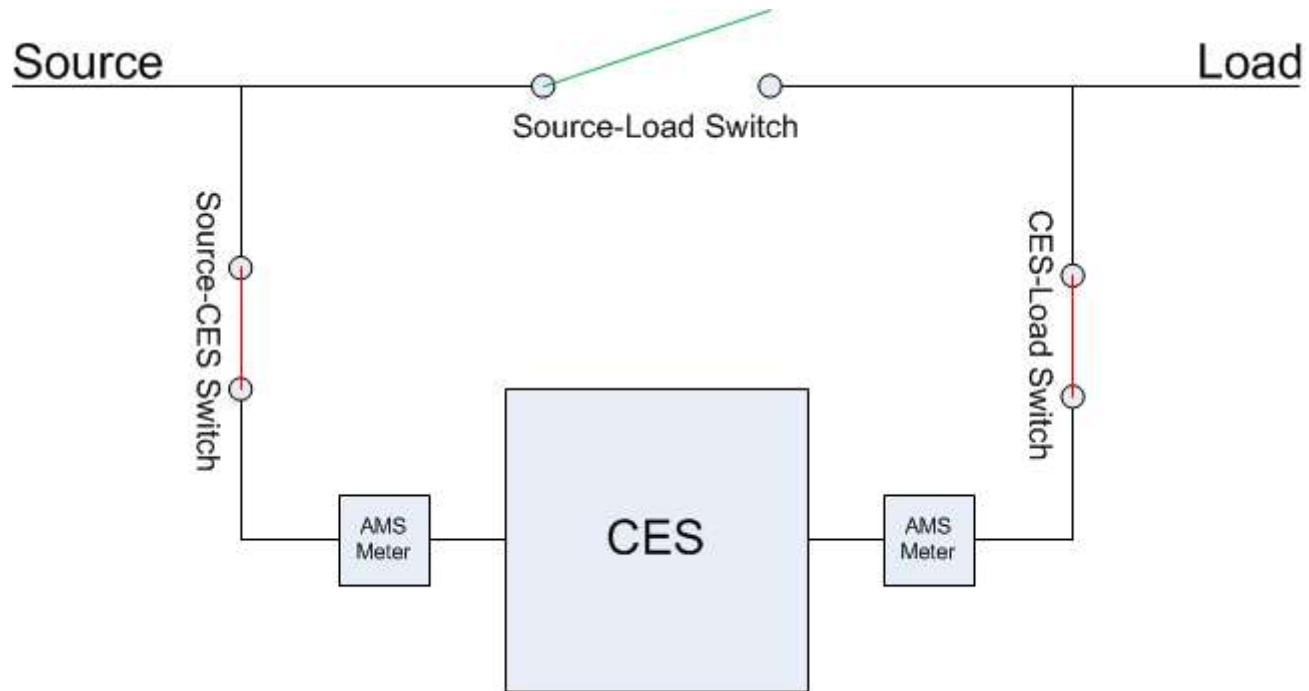 Source
Load
Source-Load Switch
Source-CES Switch
CES-Load Switch
AMS
Meter
CES
AMS
Meter